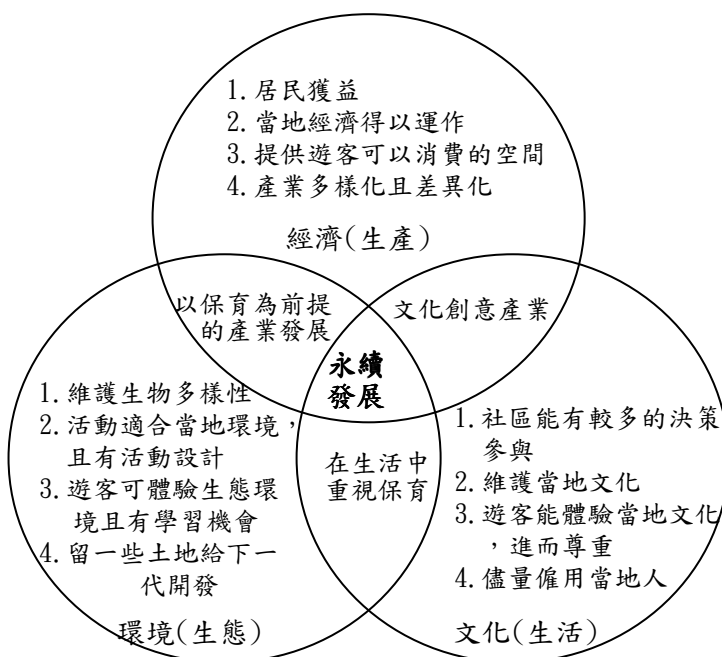 1. 居民獲益
2. 當地經濟得以運作
3. 提供遊客可以消費的空間
4. 產業多樣化且差異化
經濟(生產)
以保育為前提
的產業發展
文化創意產業
永續
發展
1. 維護生物多樣性
2. 活動適合當地環境，
且有活動設計
3. 遊客可體驗生態環
境且有學習機會
4. 留一些土地給下一
代開發
環境(生態)
在生活中
重視保育
1. 社區能有較多的決策
參與
2. 維護當地文化
3. 遊客能體驗當地文化
，進而尊重
4. 儘量僱用當地人
文化(生活)